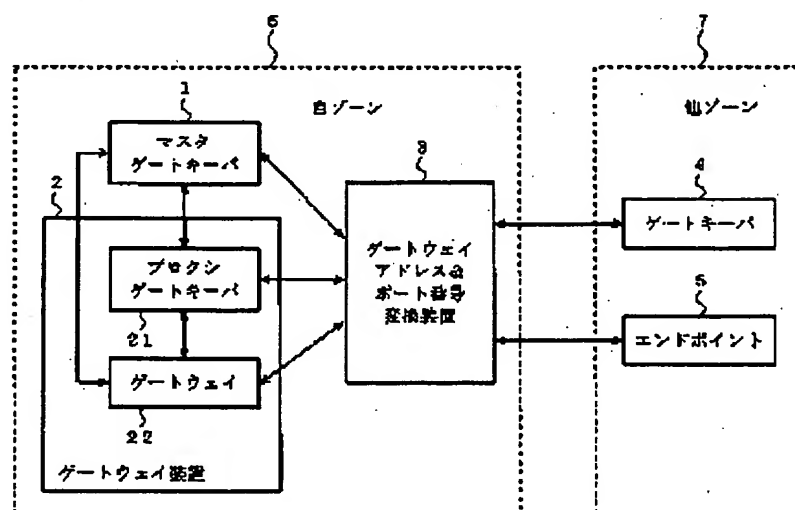 6
7
1
自ゾーン
他ゾーン
マスタ
ゲートキーパ
3
2
4
ゲートウェイ
アドレス&
ポート番号
変換装置
ゲートキーパ
プロクシ
ゲートキーパ
5
21
エンドポイント
ゲートウェイ
22
ゲートウェイ装置